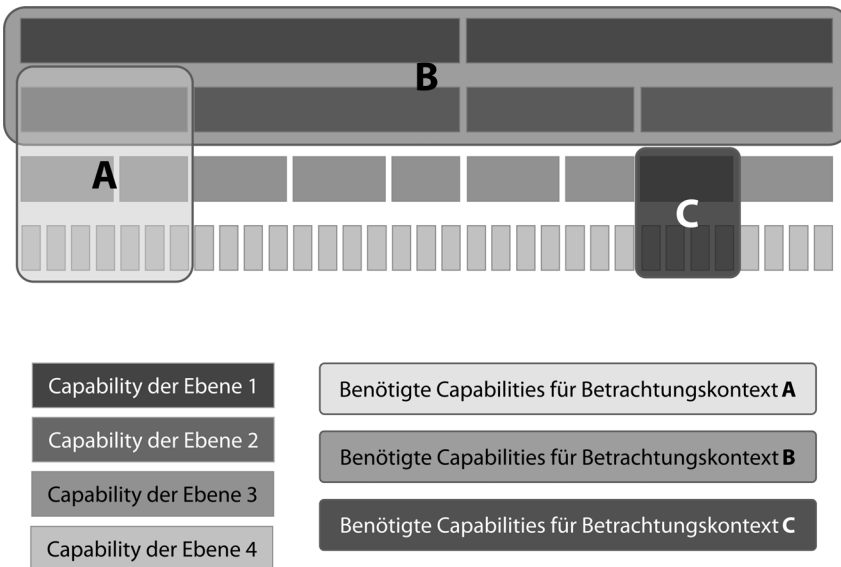 B
A
C
Capability der Ebene 1
Capability der Ebene 2
Capability der Ebene 3
Capability der Ebene 4
Benötigte Capabilities für Betrachtungskontext A
Benötigte Capabilities für Betrachtungskontext B
Benötigte Capabilities für Betrachtungskontext C